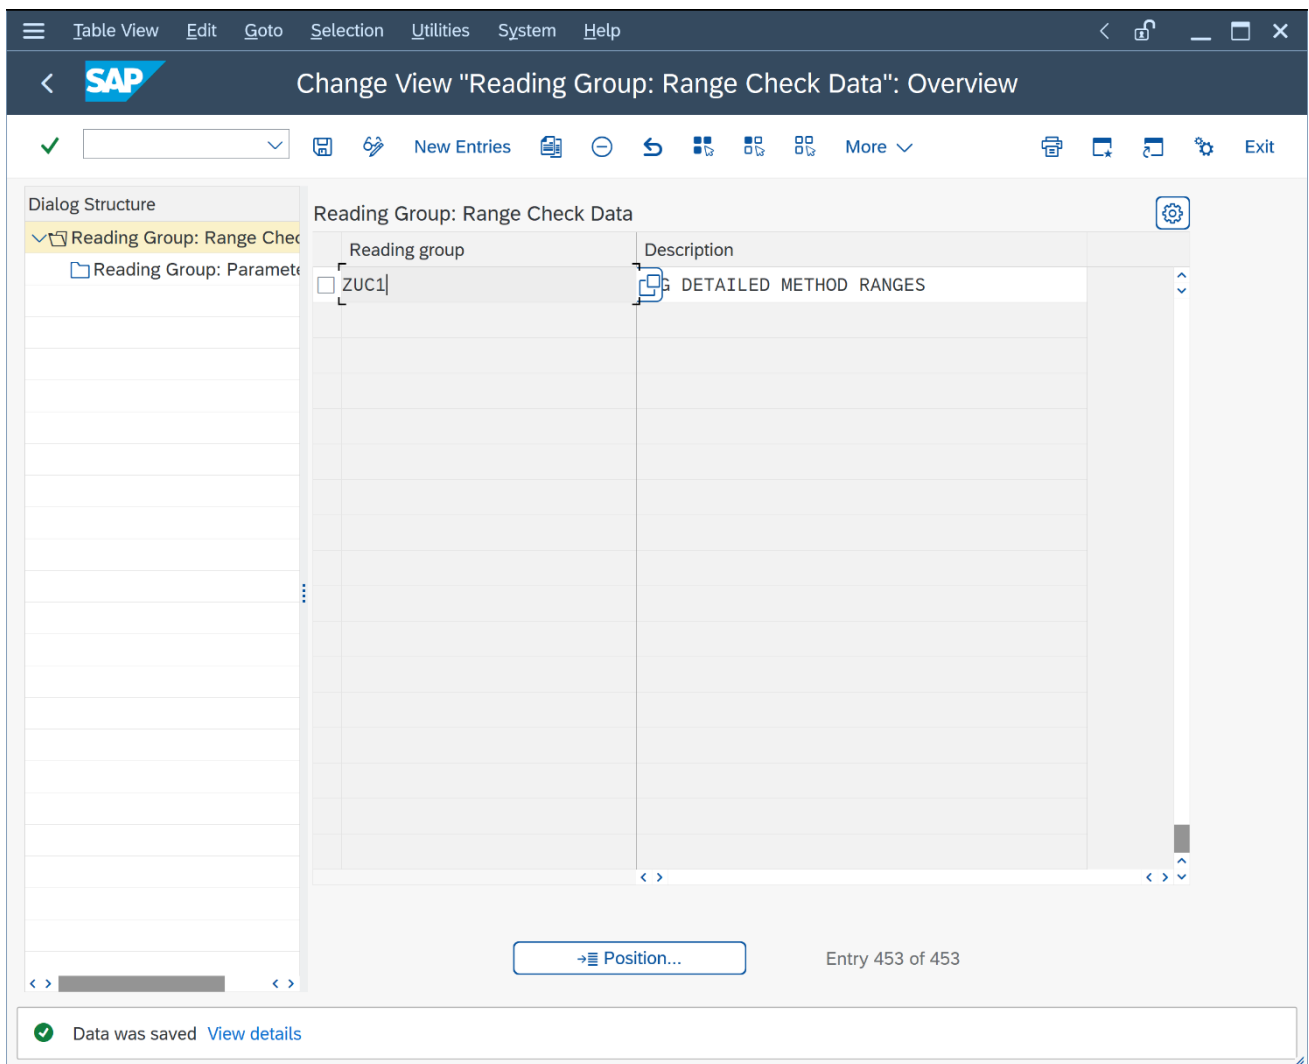 Table View Edit Goto Selection Utilities System Help
SAP Change View "Reading Group: Range Check Data": Overview
New Entries More Exit
Dialog Structure
Reading Group: Range Chec
Reading Group: Paramete
Reading Group: Range Check Data
Reading group Description
ZUC1 G DETAILED METHOD RANGES
Position... Entry 453 of 453
Data was saved View details